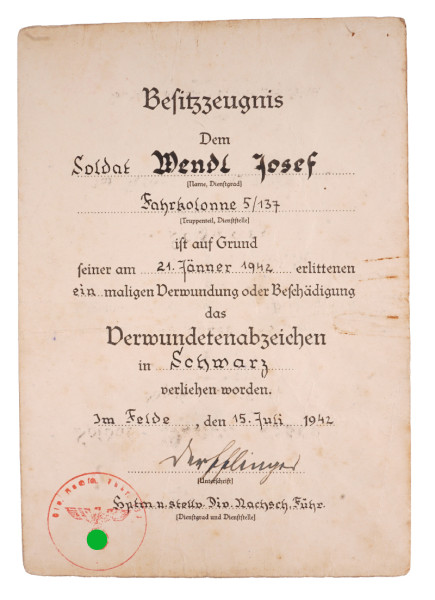 Besitzzeugnis
Dem
Soldat Wendl Josef
(Name, Dienstgrad)
Fahrkolonne 5/137
(Truppenteil, Dienststelle)
ist auf Grund
seiner am 21. Jänner 1942 erlittenen
ein maligen Verwundung oder Beschädigung
das
Verwundetenabzeichen
in Schwarz
verliehen worden.
Im Felde, den 15. Juli 1942
(Unterschrift)
Hptm u. stellv. Div. Nachsch. Führ.
(Dienstgrad und Dienststelle)